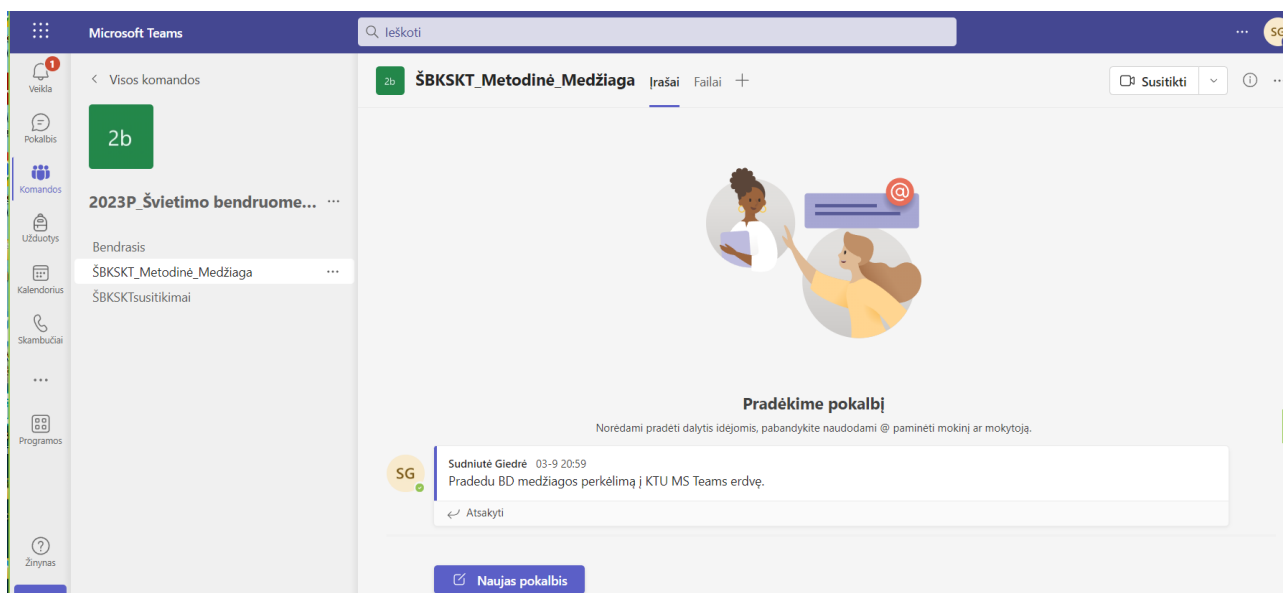 Microsoft Teams
Ieškoti
SG
1
Veikla
Pokalbis
Komandos
Užduotys
Kalendorius
Skambučiai
Programos
Žinynas
Visos komandos
2b
2023P_Švietimo bendruome...
Bendrasis
ŠBKSKT_Metodinė_Medžiaga
ŠBKSKTsusitikimai
2b ŠBKSKT_Metodinė_Medžiaga Įrašai Failai
Susitikti
@
Pradėkime pokalbį
Norėdami pradėti dalytis idėjomis, pabandykite naudodami @ paminėti mokinį ar mokytoją.
SG
Sudniutė Giedrė 03-9 20:59
Pradedu BD medžiagos perkėlimą į KTU MS Teams erdvę.
Atsakyti
Naujas pokalbis